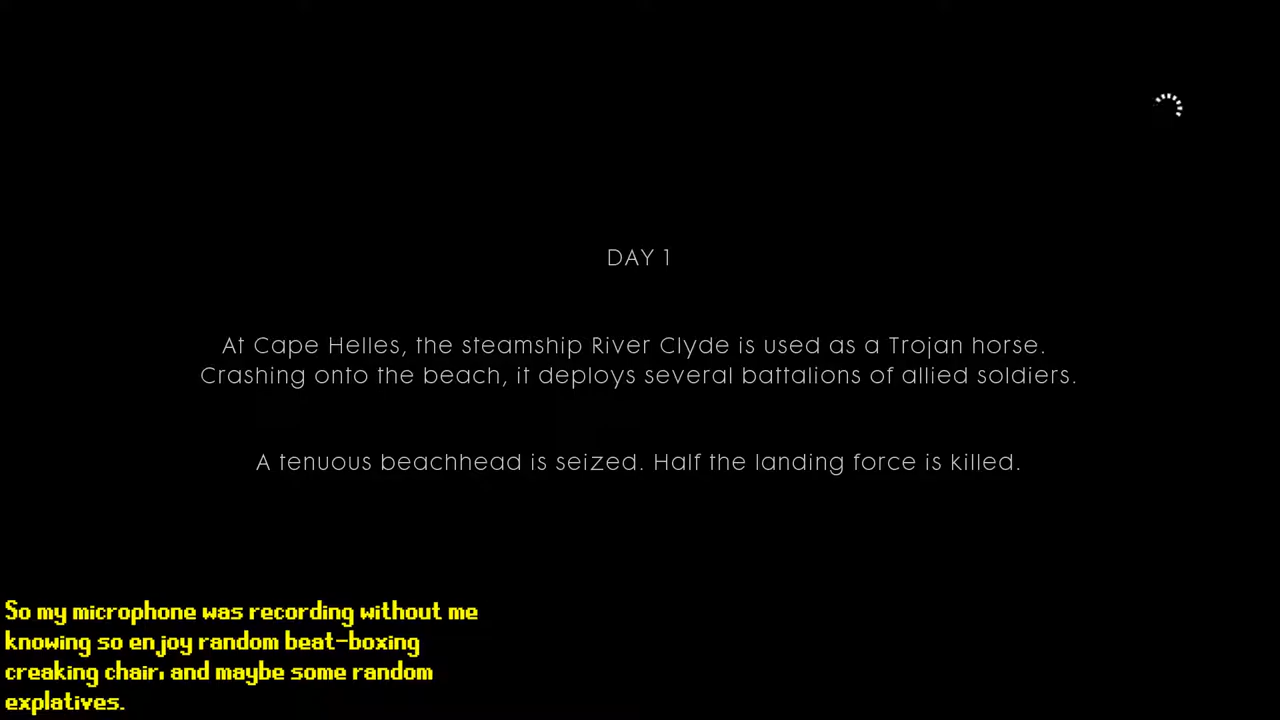 DAY 1
At Cape Helles, the steamship River Clyde is used as a Trojan horse.
Crashing onto the beach, it deploys several battalions of allied soldiers.
A tenuous beachhead is seized. Half the landing force is killed.
So my microphone was recording without me
knowing so enjoy random beat-boxing
creaking chair, and maybe some random
explatives.